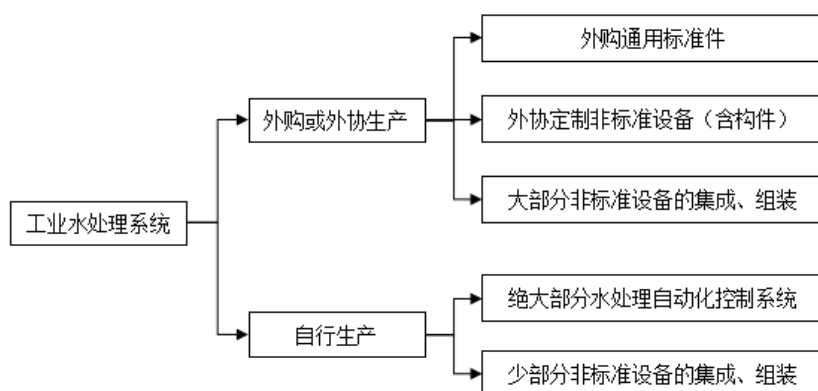 外购通用标准件
外购或外协生产
外协定制非标准设备（含构件）
大部分非标准设备的集成、组装
工业水处理系统
绝大部分水处理自动化控制系统
自行生产
少部分非标准设备的集成、组装